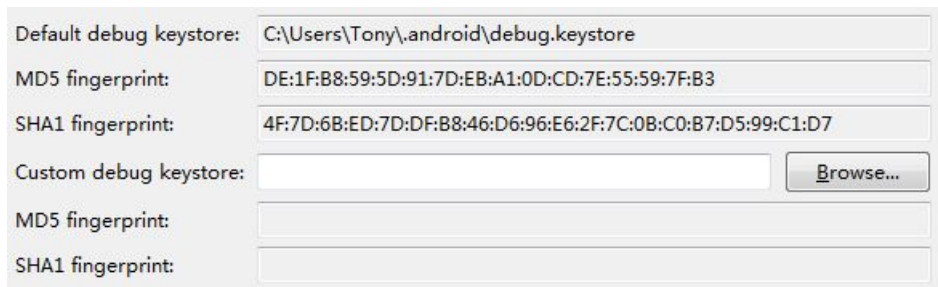 Default debug keystore: C:\Users\Tony\.android\debug.keystore
MD5 fingerprint: DE:1F:B8:59:5D:91:7D:EB:A1:0D:CD:7E:55:59:7F:B3
SHA1 fingerprint: 4F:7D:6B:ED:7D:DF:B8:46:D6:96:E6:2F:7C:0B:C0:B7:D5:99:C1:D7
Custom debug keystore: Browse...
MD5 fingerprint:
SHA1 fingerprint: